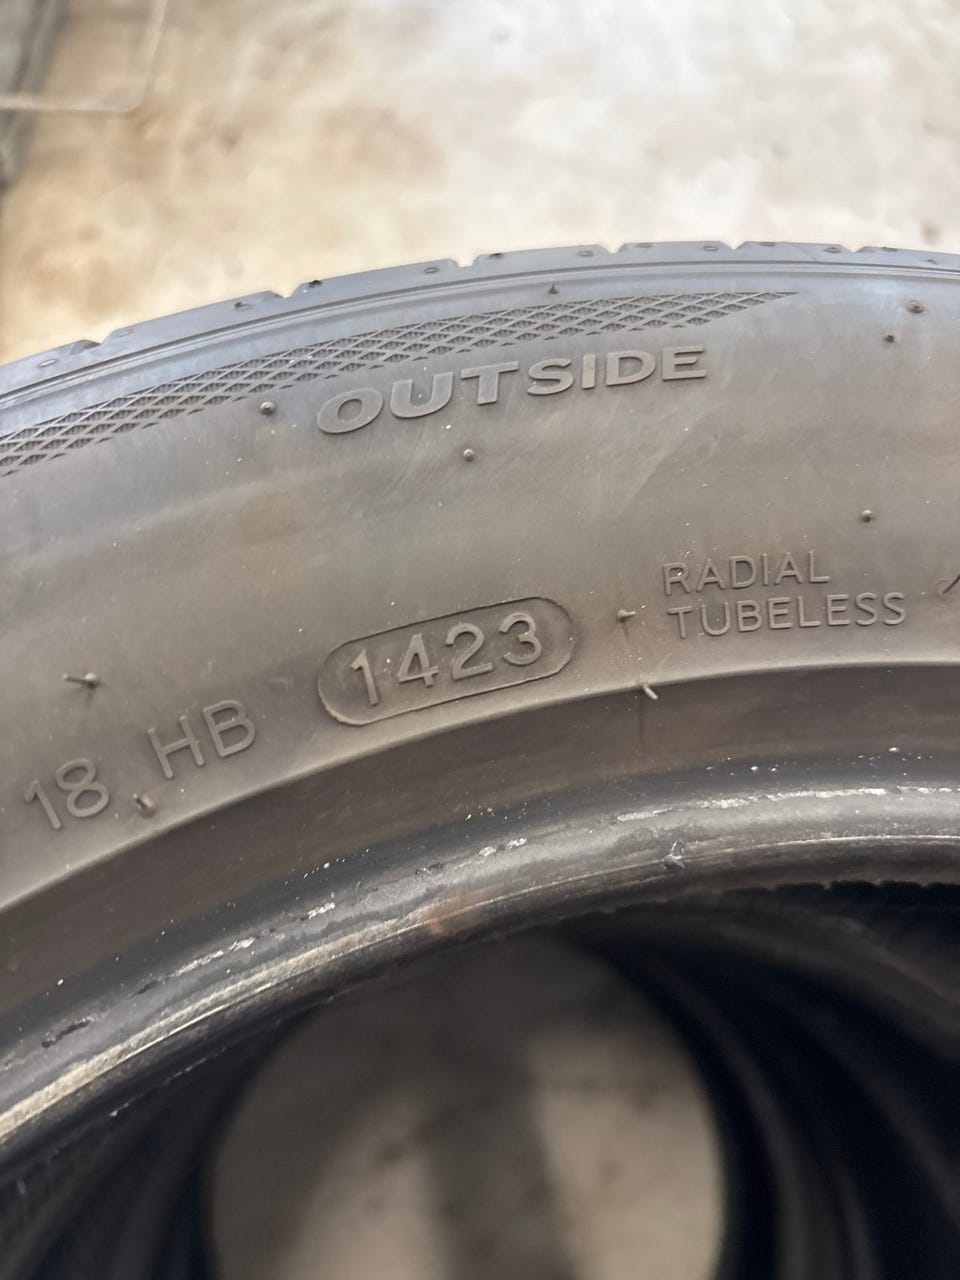 OUTSIDE
RADIAL
TUBELESS
18 HB 1423